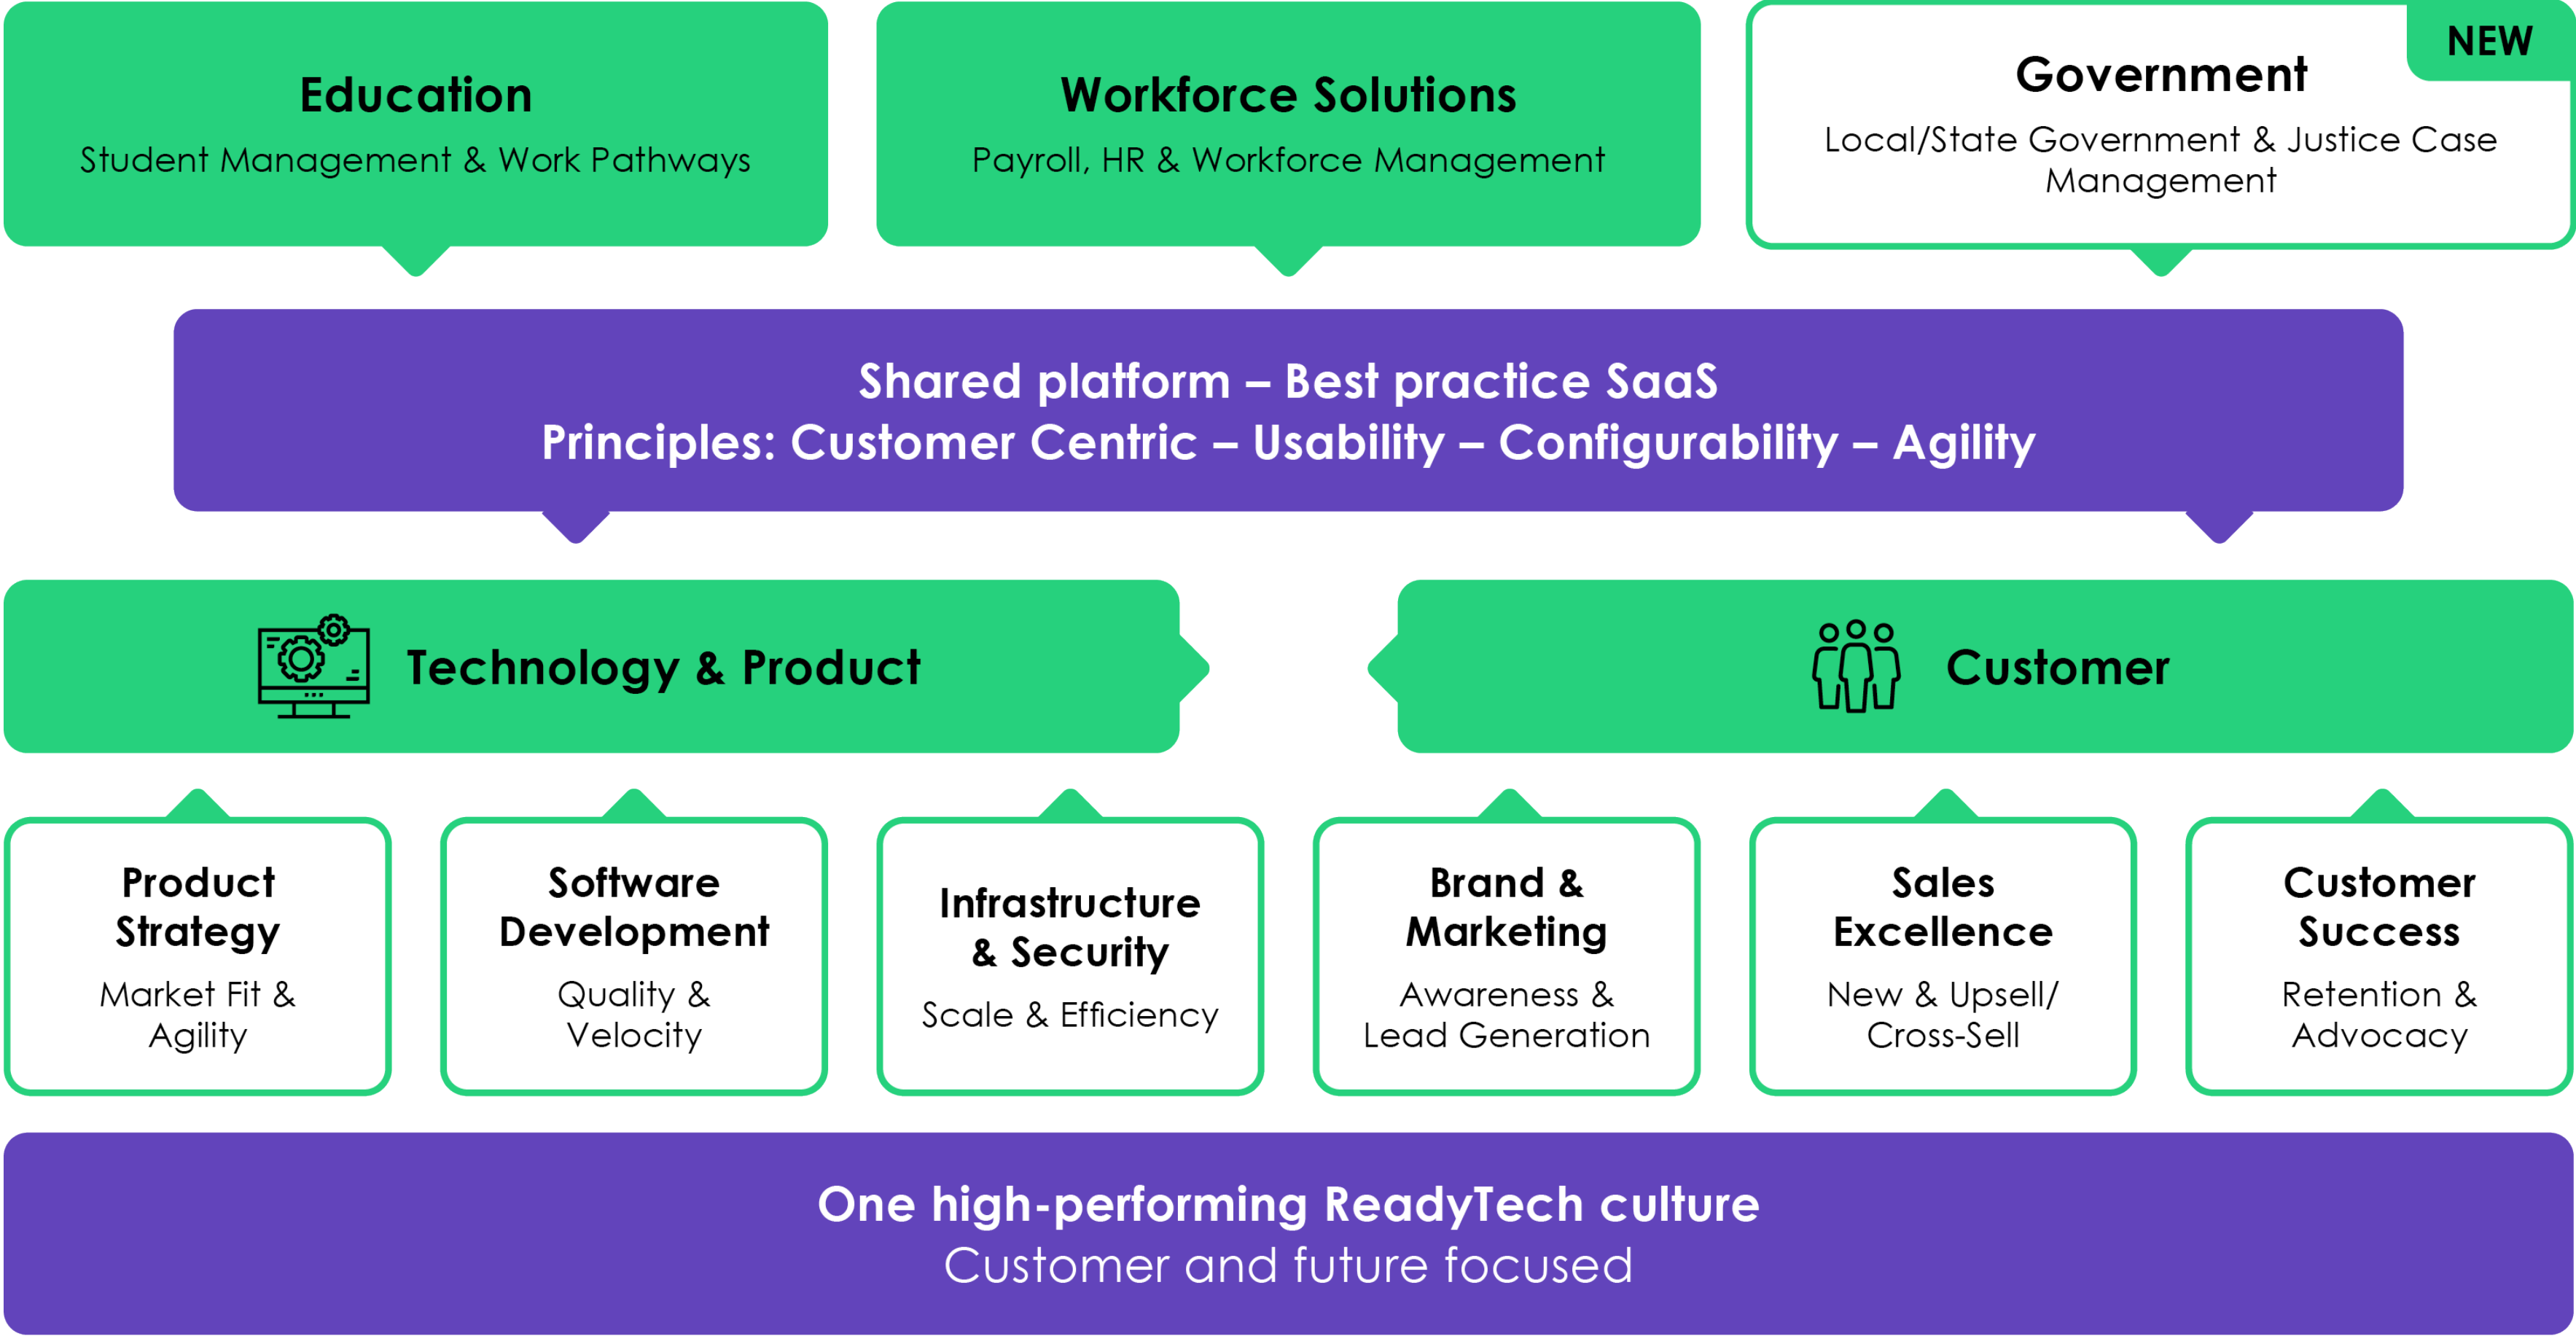 Education
Student Management & Work Pathways
Workforce Solutions
Payroll, HR & Workforce Management
NEW
Government
Local/State Government & Justice Case
Management
Shared platform – Best practice SaaS
Principles: Customer Centric – Usability – Configurability – Agility
Technology & Product
Customer
Product
Strategy
Market Fit &
Agility
Software
Development
Quality &
Velocity
Infrastructure
& Security
Scale & Efficiency
Brand &
Marketing
Awareness &
Lead Generation
Sales
Excellence
New & Upsell/
Cross-Sell
Customer
Success
Retention &
Advocacy
One high-performing ReadyTech culture
Customer and future focused